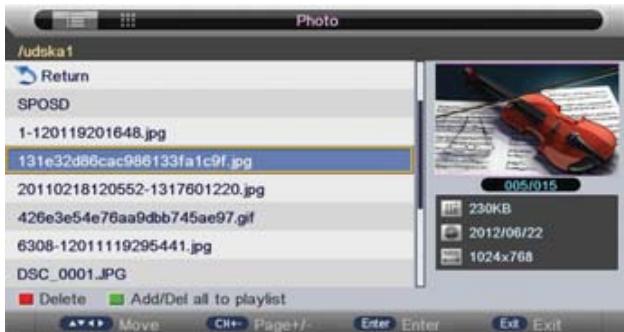 Photo
/udska1
Return
SPOSD
1-120119201648.jpg
131e32d86cac986133fa1c9f.jpg
20110218120552-1317601220.jpg
426e3e54e76aa9dbb745ae97.gif
6308-12011119295441.jpg
DSC_0001.JPG
005/015
230KB
2012/06/22
1024x768
Delete Add/Del all to playlist
Move CH+- Page+/- Enter Enter Exit Exit